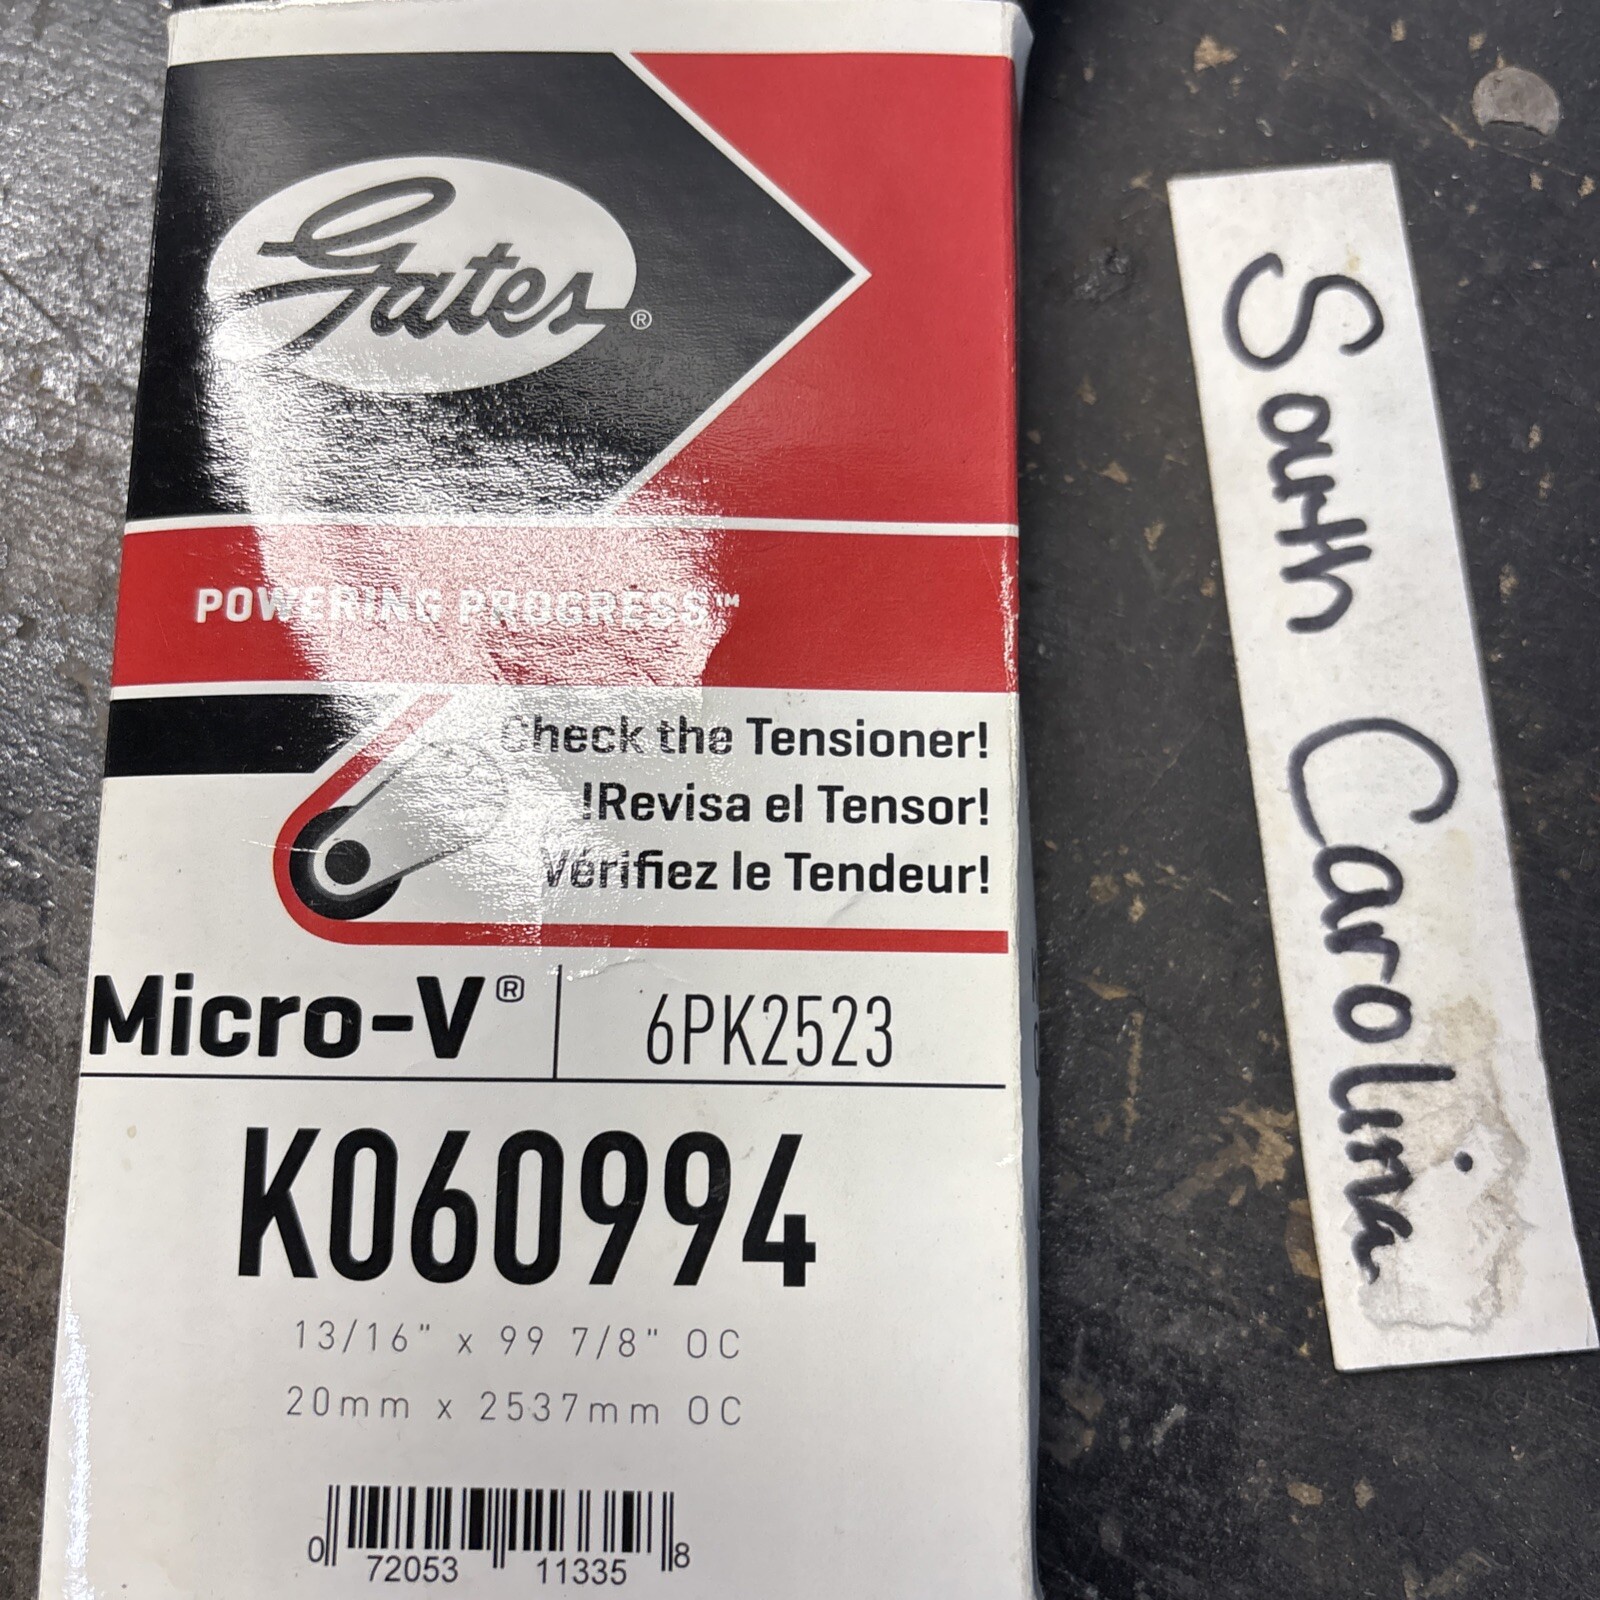 Gates®
POWERING PROGRESS™
Check the Tensioner!
!Revisa el Tensor!
Vérifiez le Tendeur!
Micro-V® 6PK2523
K060994
13/16" x 99 7/8" OC
20mm x 2537mm OC
0 72053 11335 8
South Carolina